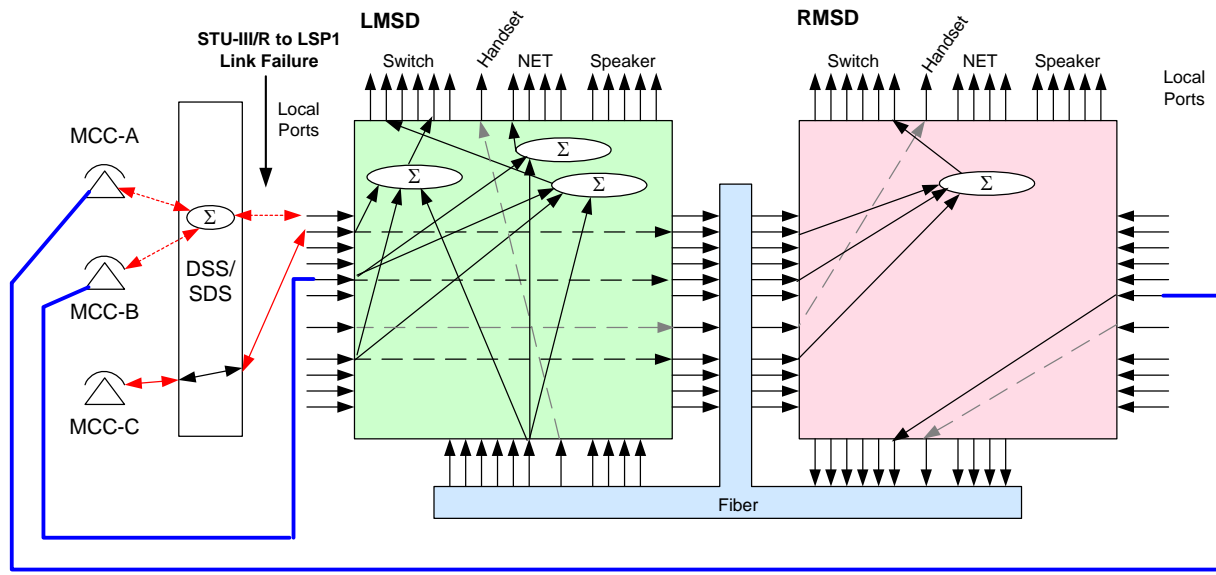 LMSD
RMSD
STU-III/R to LSP1
Link Failure
Local
Ports
Switch
Handset
NET
Speaker
Switch
Handset
NET
Speaker
Local
Ports
MCC-A
MCC-B
MCC-C
Σ
DSS/
SDS
Σ
Σ
Σ
Σ
Fiber